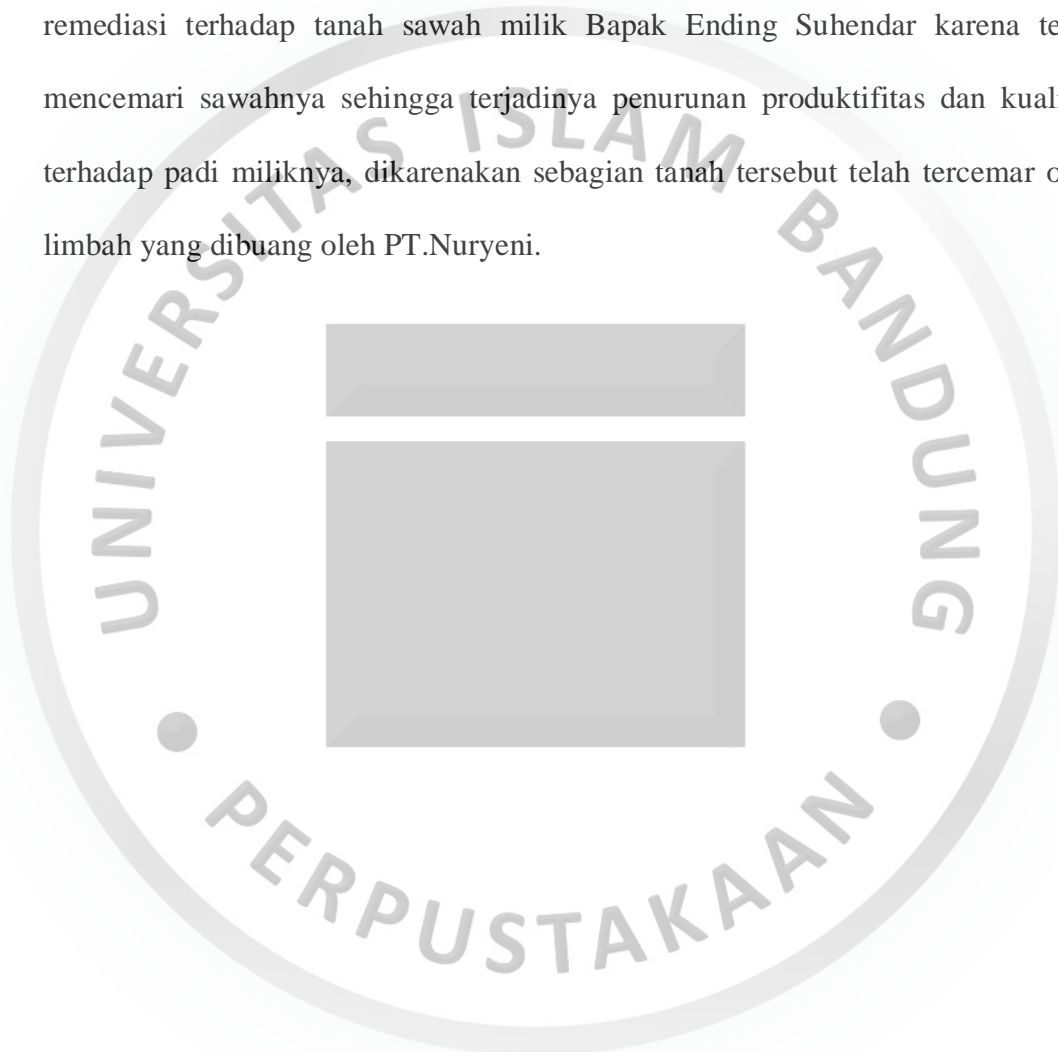 remediasi terhadap tanah sawah milik Bapak Ending Suhendar karena
mencemari sawahnya sehingga terjadinya penurunan produktifitas dan
terhadap padi miliknya, dikarenakan sebagian tanah tersebut telah tercemar
limbah yang dibuang oleh PT.Nuryeni.
UNIVERSITAS ISLAM BANDUNG
PERPUSTAKAAN